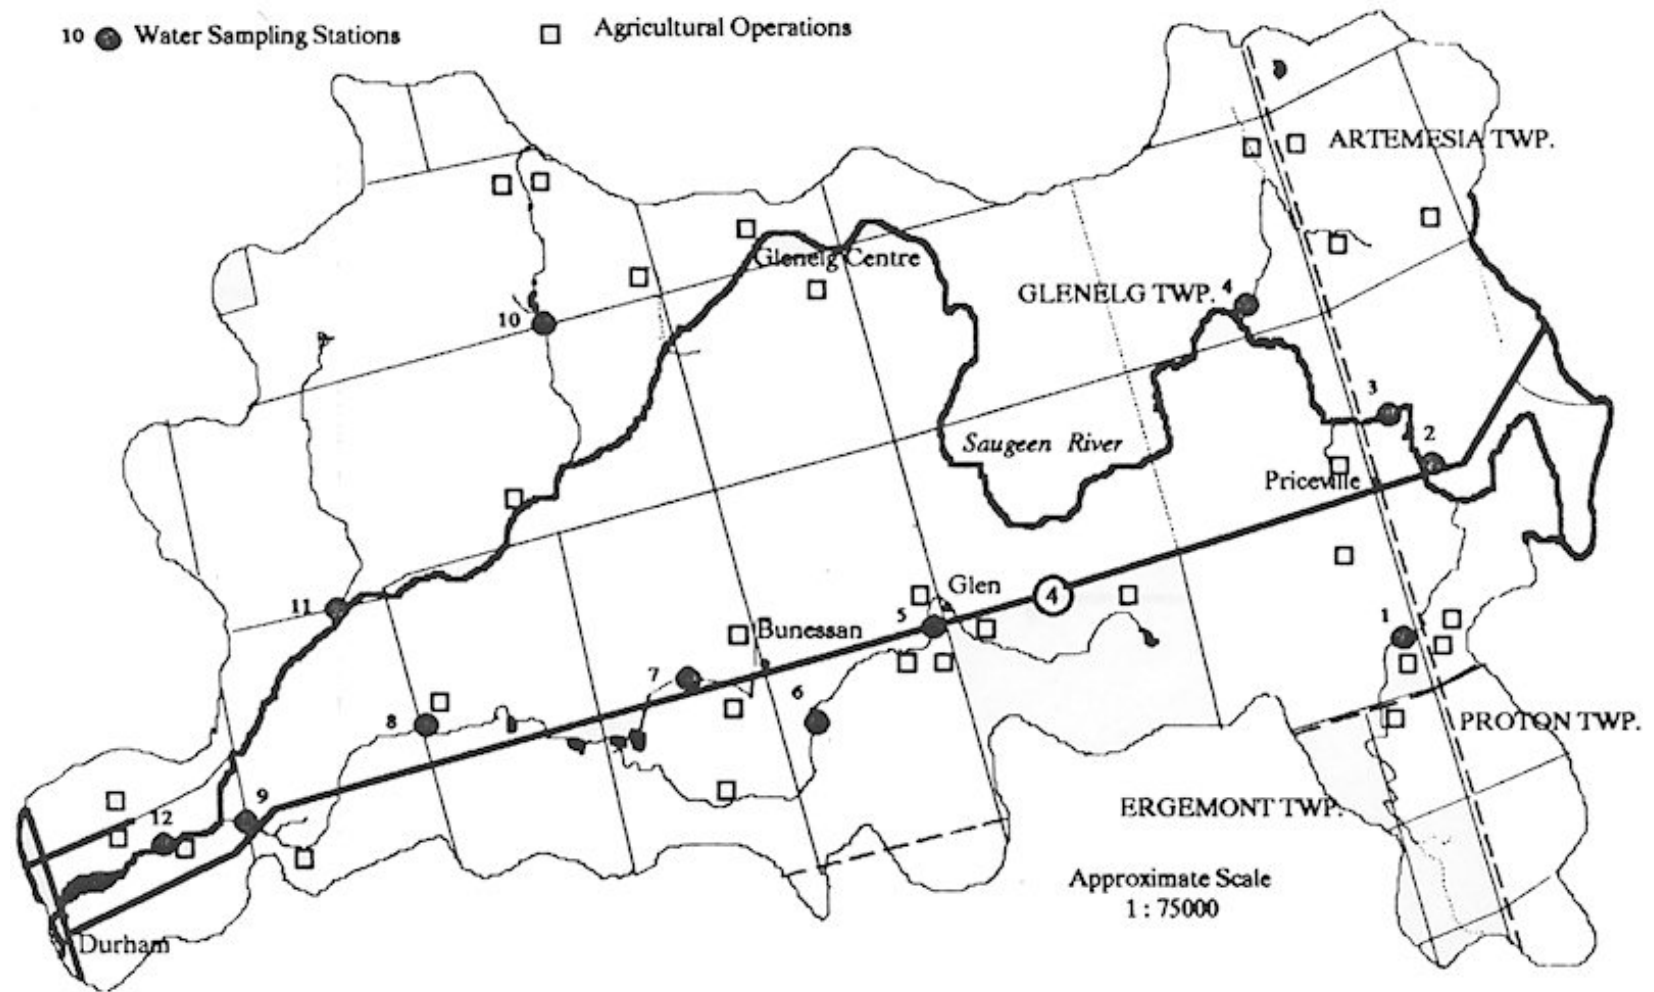 10 Water Sampling Stations
Agricultural Operations
ARTEMESIA TWP.
Glenelg Centre
GLENELG TWP.
4
10
3
Saugeen River
2
Priceville
Glen
4
11
5
1
Bunessan
7
6
8
PROTON TWP.
9
ERGEMONT TWP.
12
Approximate Scale
1 : 75000
Durham